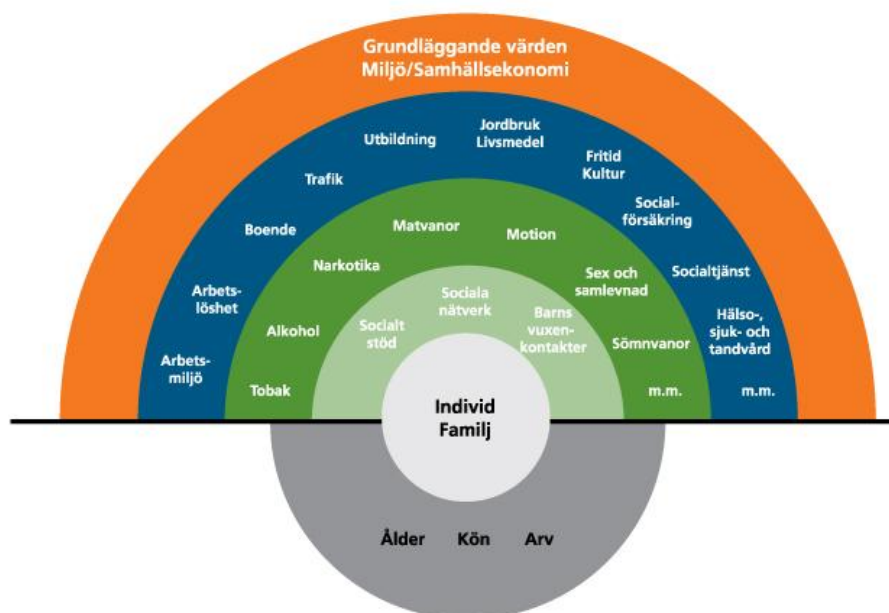 Grundläggande värden
Miljö/Samhällsekonomi
Arbets-
miljö
Arbets-
löshet
Boende
Trafik
Utbildning
Jordbruk
Livsmedel
Fritid
Kultur
Social-
försäkring
Socialtjänst
Hälso-,
sjuk- och
tandvård
m.m.
Tobak
Alkohol
Narkotika
Matvanor
Motion
Sex och
samlevnad
Sömnvanor
m.m.
Socialt
stöd
Sociala
nätverk
Barns
vuxen-
kontakter
Individ
Familj
Ålder Kön Arv